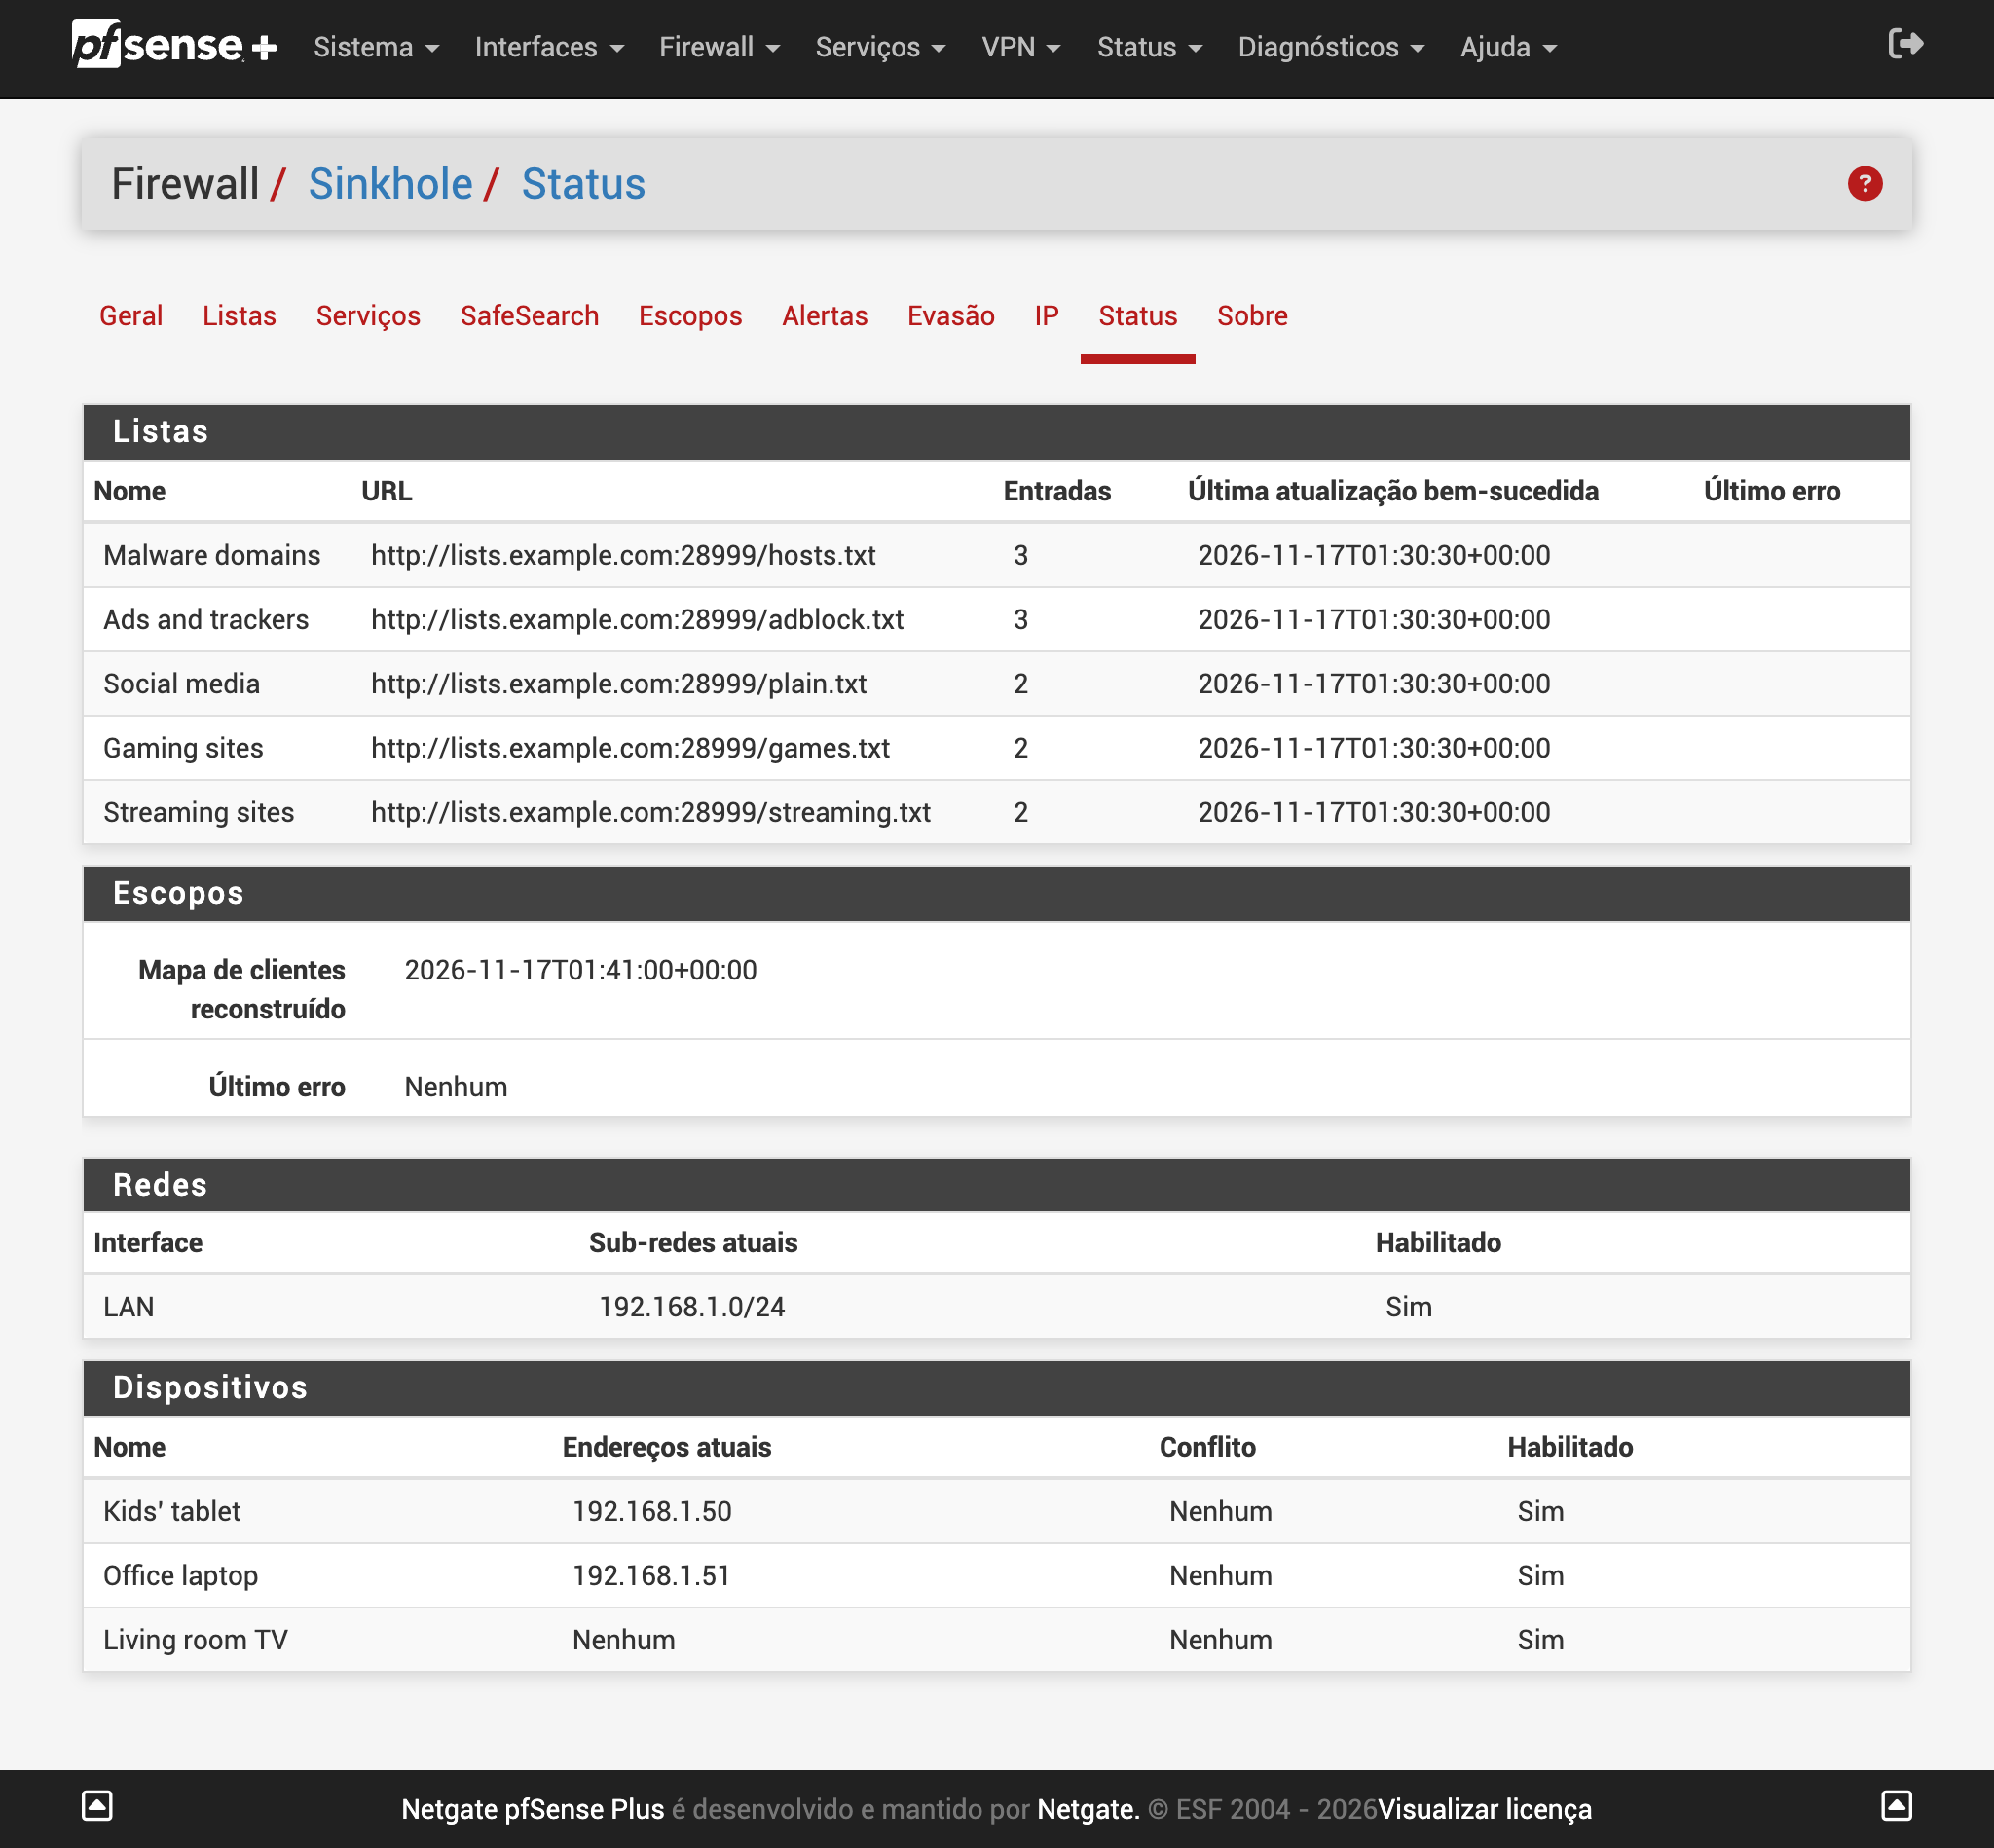 pfsense+ Sistema Interfaces Firewall Serviços VPN Status Diagnósticos Ajuda
Firewall / Sinkhole / Status
?
Geral Listas Serviços SafeSearch Escopos Alertas Evasão IP Status Sobre
Listas
Nome URL Entradas Última atualização bem-sucedida Último erro
Malware domains http://lists.example.com:28999/hosts.txt 3 2026-11-17T01:30:30+00:00
Ads and trackers http://lists.example.com:28999/adblock.txt 3 2026-11-17T01:30:30+00:00
Social media http://lists.example.com:28999/plain.txt 2 2026-11-17T01:30:30+00:00
Gaming sites http://lists.example.com:28999/games.txt 2 2026-11-17T01:30:30+00:00
Streaming sites http://lists.example.com:28999/streaming.txt 2 2026-11-17T01:30:30+00:00
Escopos
Mapa de clientes 2026-11-17T01:41:00+00:00
reconstruído
Último erro Nenhum
Redes
Interface Sub-redes atuais Habilitado
LAN 192.168.1.0/24 Sim
Dispositivos
Nome Endereços atuais Conflito Habilitado
Kids' tablet 192.168.1.50 Nenhum Sim
Office laptop 192.168.1.51 Nenhum Sim
Living room TV Nenhum Nenhum Sim
Netgate pfSense Plus é desenvolvido e mantido por Netgate. © ESF 2004 - 2026Visualizar licença